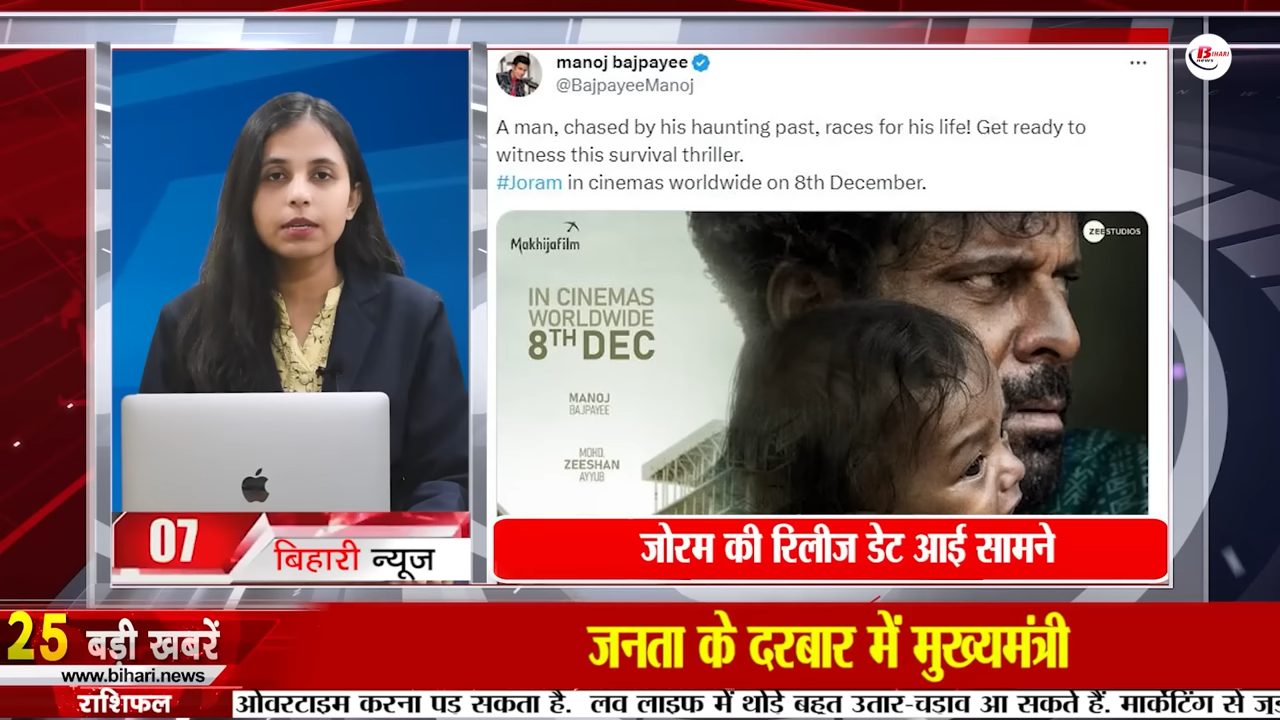 manoj bajpayee
@BajpayeeManoj
A man, chased by his haunting past, races for his life! Get ready to
witness this survival thriller.
#Joram in cinemas worldwide on 8th December.
Makhijafilm
ZEE STUDIOS
IN CINEMAS
WORLDWIDE
8TH DEC
MANOJ
BAJPAYEE
MOHD.
ZEESHAN
AYYUB
BIHARI
news
07
बिहारी न्यूज
जोरम की रिलीज डेट आई सामने
25 बड़ी खबरें
www.bihari.news
जनता के दरबार में मुख्यमंत्री
राशिफल
ओवरटाइम करना पड़ सकता है. लव लाइफ में थोड़े बहुत उतार-चड़ाव आ सकते हैं. मार्केटिंग से